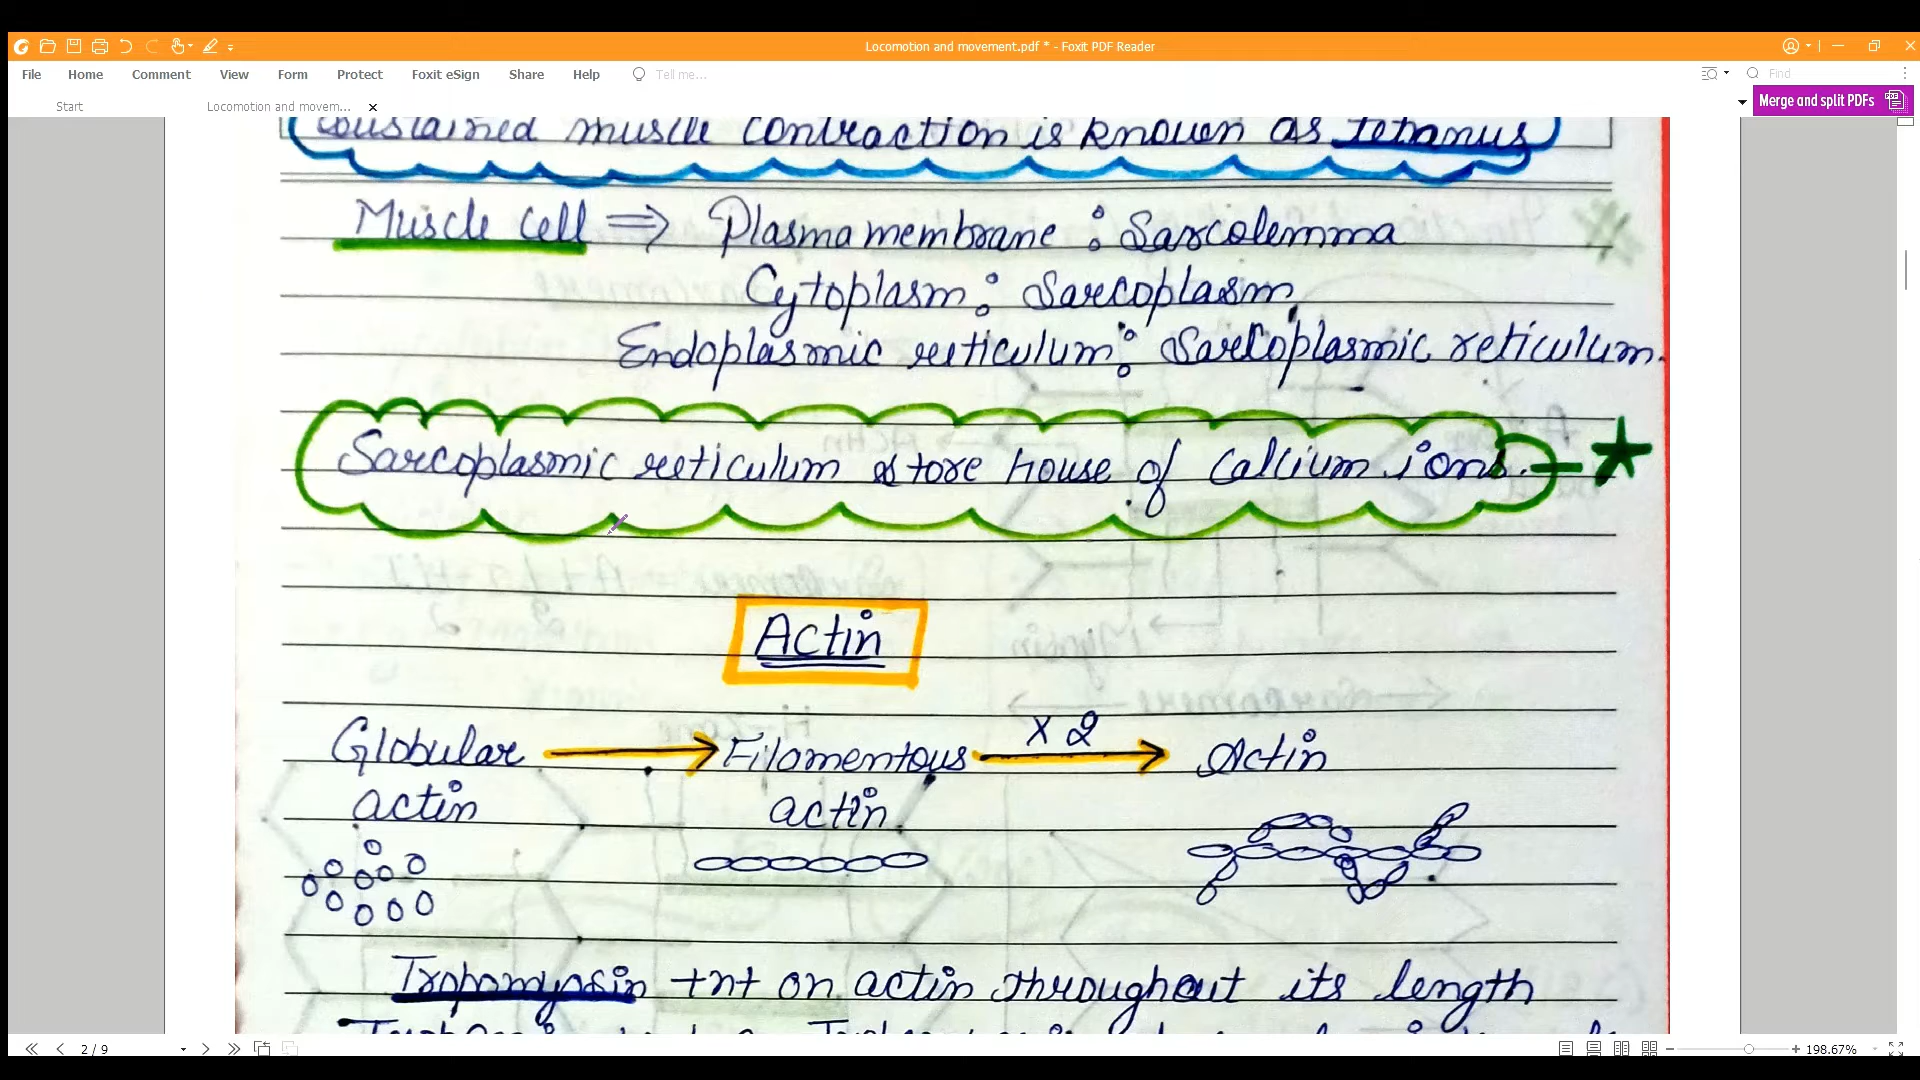 Locomotion and movement.pdf * - Foxit PDF Reader
File Home Comment View Form Protect Foxit eSign Share Help Tell me... Find
Start Locomotion and movem... Merge and split PDFs
muscle contraction is known as tetanus
Muscle cell ⇒ Plasma membrane : Sarcolemma
Cytoplasm : Sarcoplasm
Endoplasmic reticulum : Sarcoplasmic reticulum.
Sarcoplasmic reticulum store house of Calcium ions.
Actin
Globular → Filamentous x 2 → Actin
actin actin
Tropomyosin +nt on actin throughout its length
2 / 9 198.67%